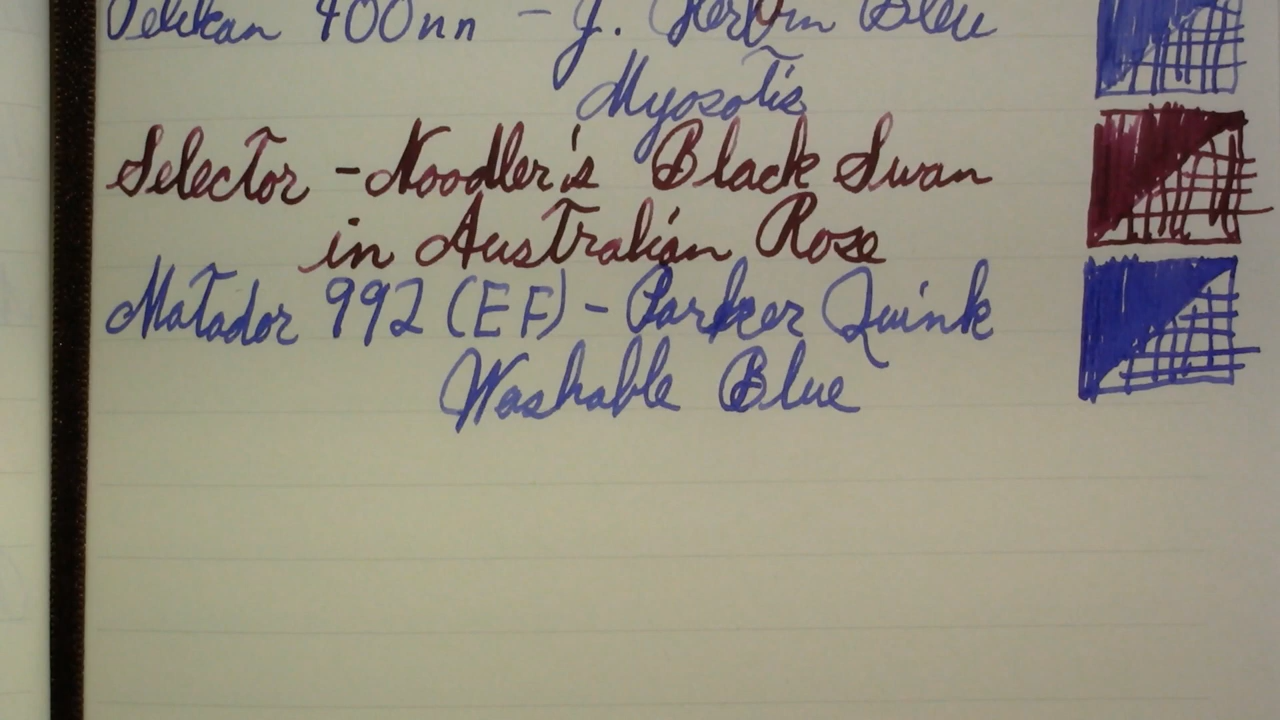 Pelikan 400nn - J. Herbin Bleu
Myosotis
Selector - Noodler's Black Swan
in Australian Rose
Matador 992 (EF) - Parker Quink
Washable Blue